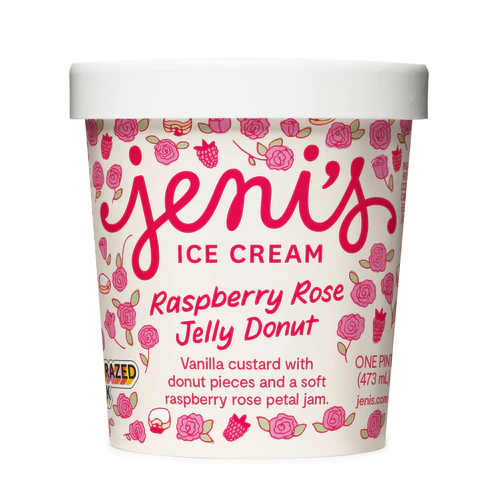 jeni's
ICE CREAM
Raspberry Rose
Jelly Donut
Vanilla custard with
donut pieces and a soft
raspberry rose petal jam.
ONE PINT
(473 mL)
jenis.com